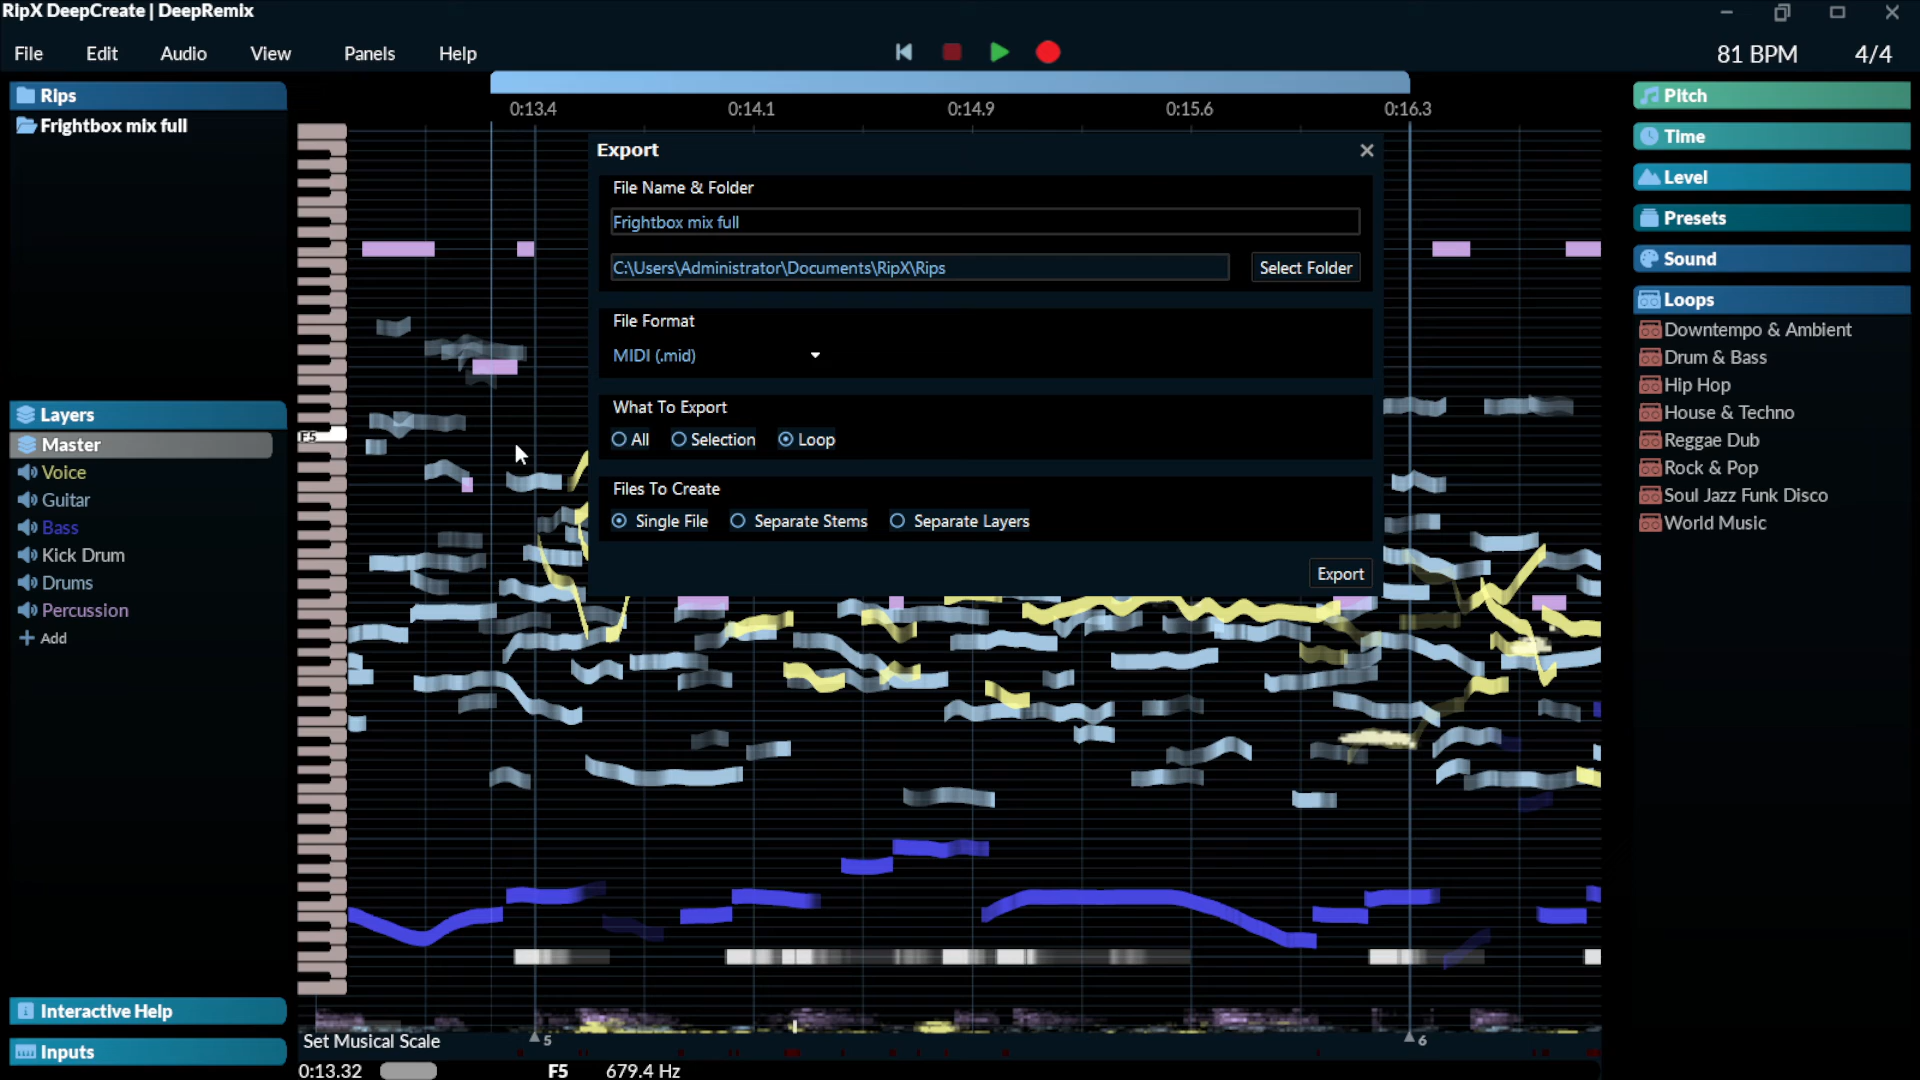 RipX DeepCreate | DeepRemix
File Edit Audio View Panels Help
81 BPM 4/4
Rips
Frightbox mix full
0:13.4 0:14.1 0:14.9 0:15.6 0:16.3
Export
File Name & Folder
Frightbox mix full
C:\Users\Administrator\Documents\RipX\Rips
Select Folder
File Format
MIDI (.mid)
What To Export
All Selection Loop
Files To Create
Single File Separate Stems Separate Layers
Export
F5
Layers
Master
Voice
Guitar
Bass
Kick Drum
Drums
Percussion
Add
Interactive Help
Inputs
Pitch
Time
Level
Presets
Sound
Loops
Downtempo & Ambient
Drum & Bass
Hip Hop
House & Techno
Reggae Dub
Rock & Pop
Soul Jazz Funk Disco
World Music
Set Musical Scale
5 6
0:13.32 F5 679.4 Hz